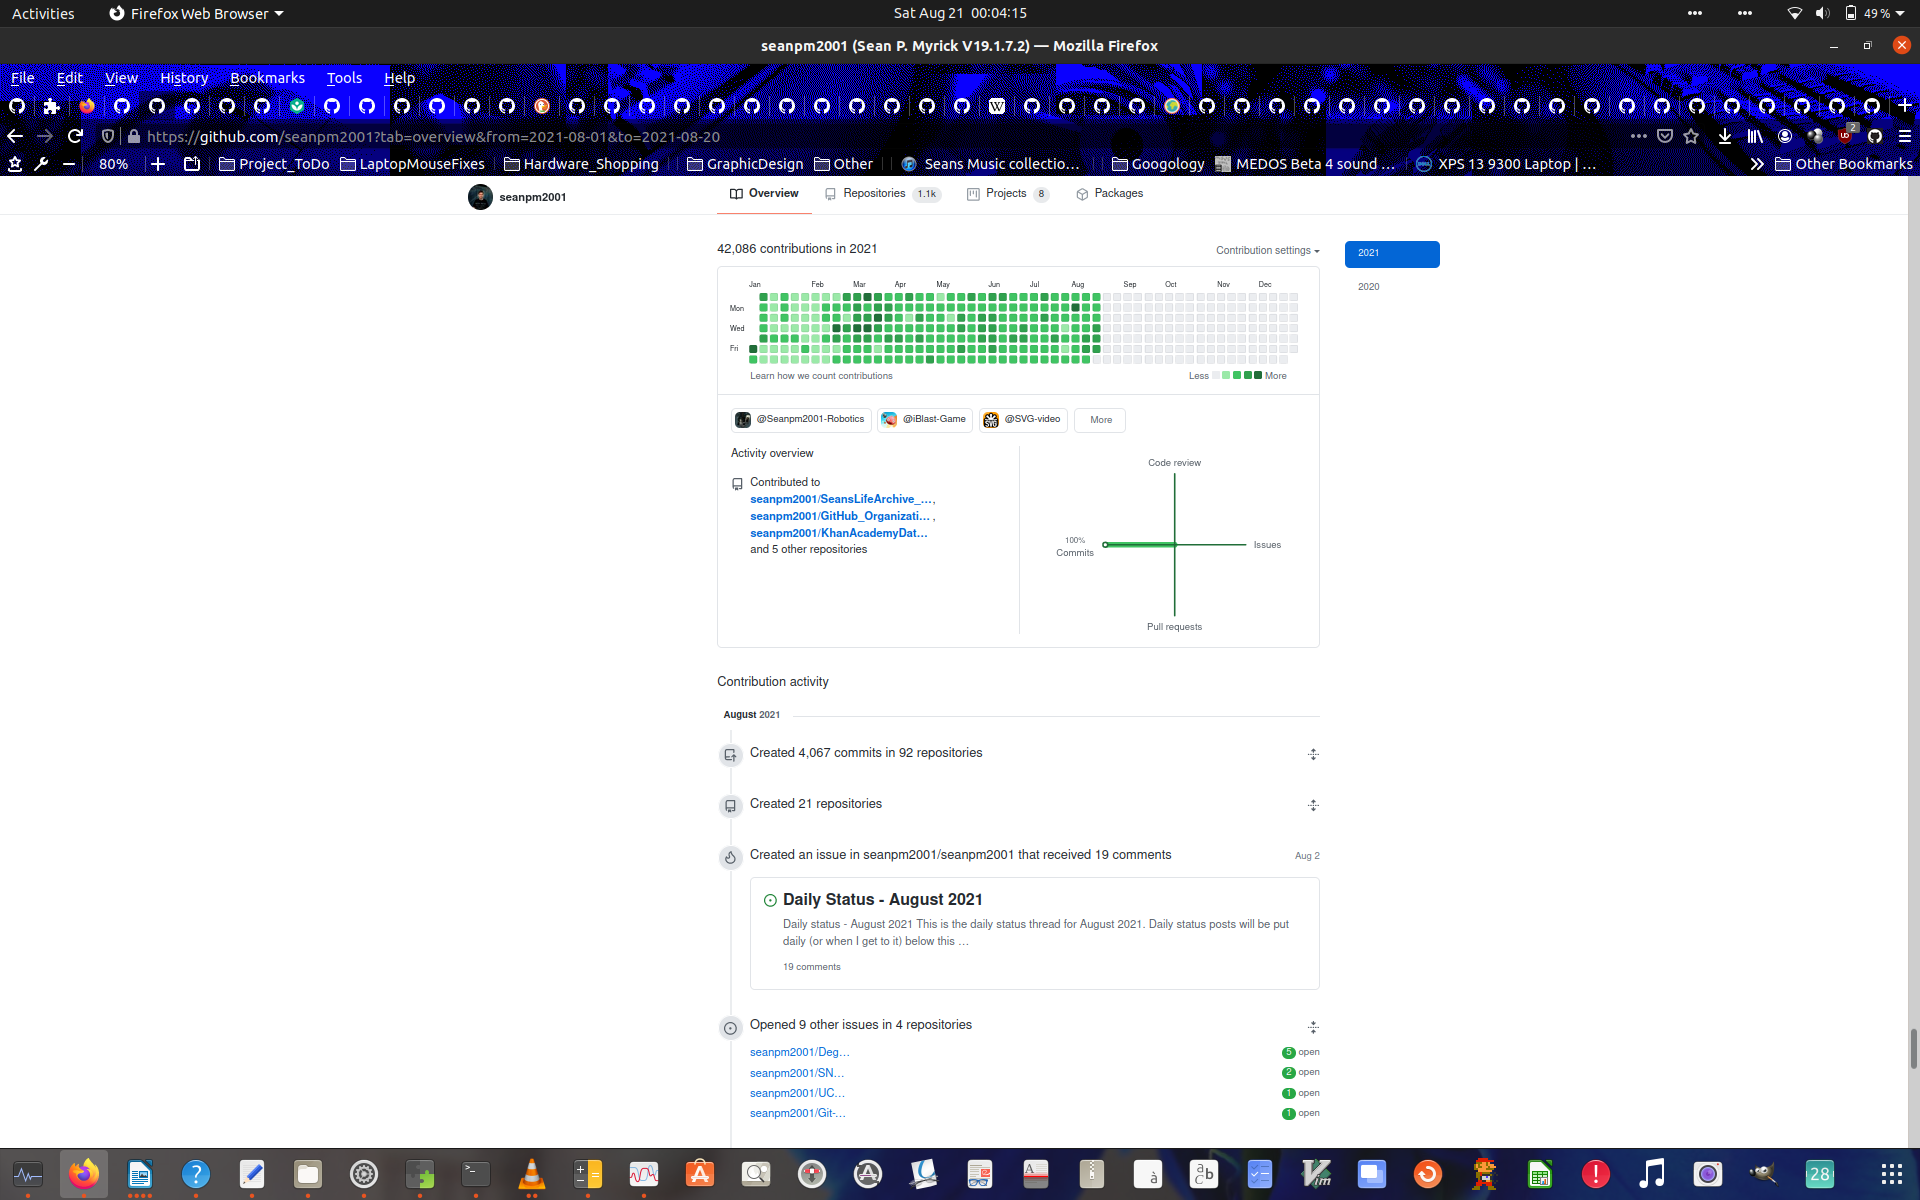 Activities
Firefox Web Browser
Sat Aug 21 00:04:15
49 %
seanpm2001 (Sean P. Myrick V19.1.7.2) — Mozilla Firefox
File Edit View History Bookmarks Tools Help
https://github.com/seanpm2001?tab=overview&from=2021-08-01&to=2021-08-20
2
80%
Project_ToDo
LaptopMouseFixes
Hardware_Shopping
GraphicDesign
Other
Seans Music collectio…
Googology
MEDOS Beta 4 sound …
XPS 13 9300 Laptop | …
Other Bookmarks
seanpm2001
Overview
Repositories 1.1k
Projects 8
Packages
42,086 contributions in 2021
Contribution settings
2021
2020
Jan Feb Mar Apr May Jun Jul Aug Sep Oct Nov Dec
Mon
Wed
Fri
Learn how we count contributions
Less More
@Seanpm2001-Robotics
@iBlast-Game
SVG
@SVG-video
More
Activity overview
Contributed to
seanpm2001/SeansLifeArchive_…,
seanpm2001/GitHub_Organizati… ,
seanpm2001/KhanAcademyDat…
and 5 other repositories
Code review
100%
Commits
Issues
Pull requests
Contribution activity
August 2021
Created 4,067 commits in 92 repositories
Created 21 repositories
Created an issue in seanpm2001/seanpm2001 that received 19 comments
Aug 2
Daily Status - August 2021
Daily status - August 2021 This is the daily status thread for August 2021. Daily status posts will be put
daily (or when I get to it) below this …
19 comments
Opened 9 other issues in 4 repositories
seanpm2001/Deg…
5 open
seanpm2001/SN…
2 open
seanpm2001/UC…
1 open
seanpm2001/Git-…
1 open
28